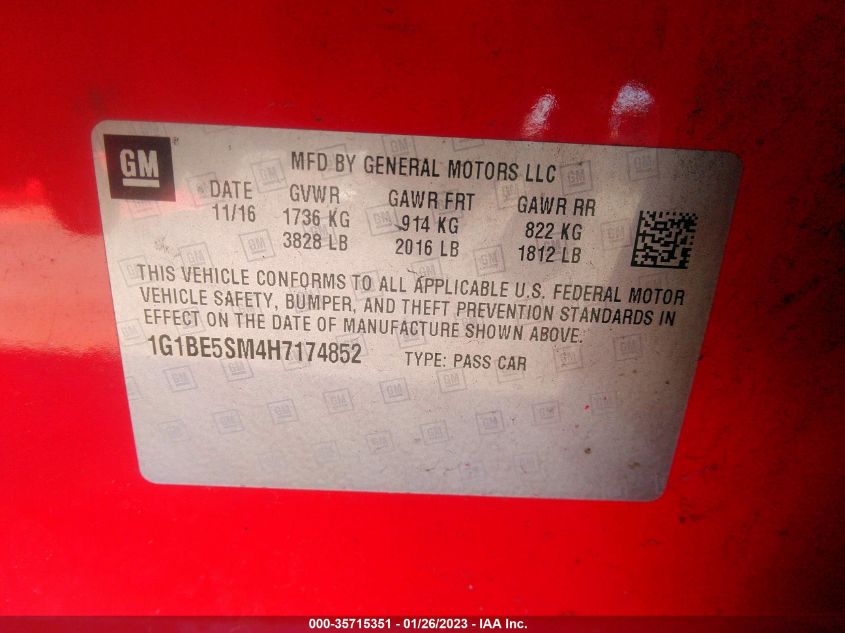 GM
MFD BY GENERAL MOTORS LLC
DATE GVWR GAWR FRT GAWR RR
11/16 1736 KG 914 KG 822 KG
3828 LB 2016 LB 1812 LB
THIS VEHICLE CONFORMS TO ALL APPLICABLE U.S. FEDERAL MOTOR
VEHICLE SAFETY, BUMPER, AND THEFT PREVENTION STANDARDS IN
EFFECT ON THE DATE OF MANUFACTURE SHOWN ABOVE.
1G1BE5SM4H7174852 TYPE: PASS CAR
000-35715351 - 01/26/2023 - IAA Inc.